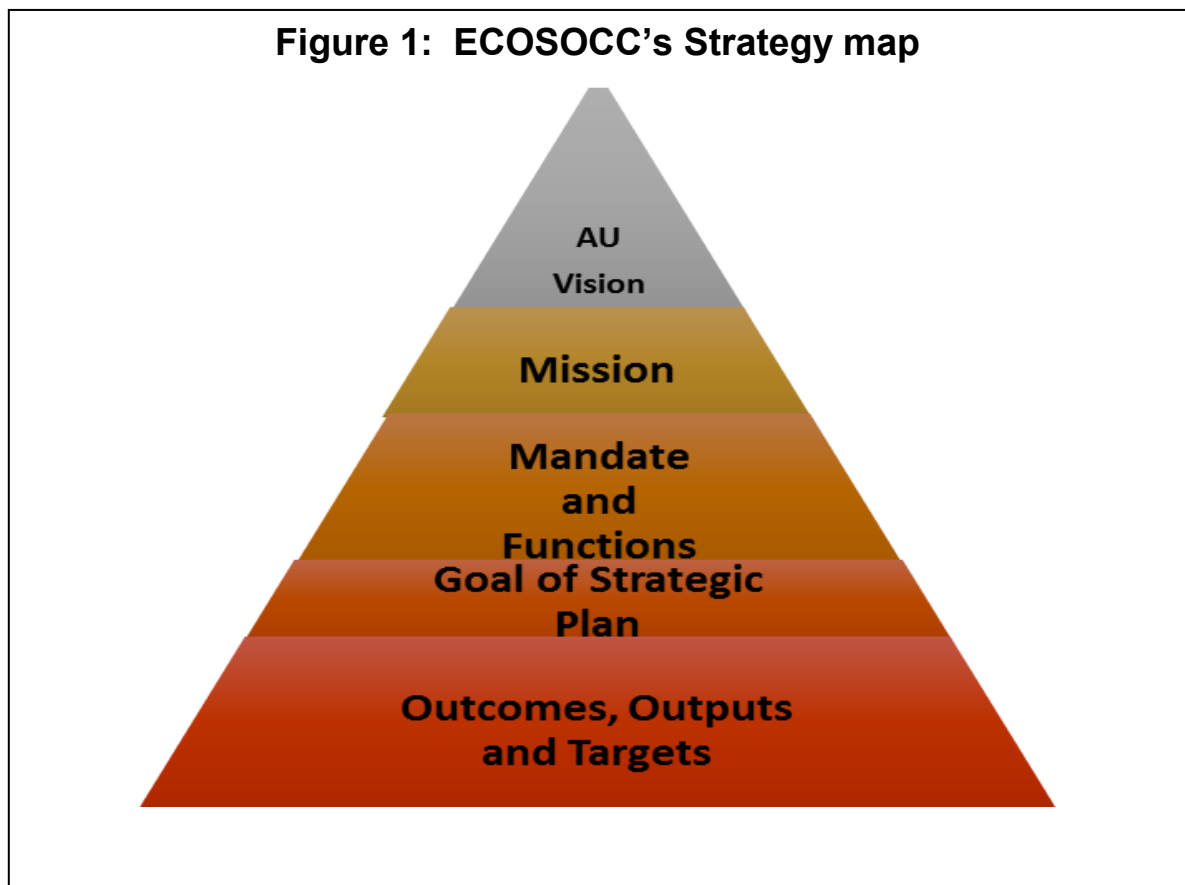 Figure 1:  ECOSOCC’s Strategy map
AU
Vision
Mission
Mandate
and
Functions
Goal of Strategic
Plan
Outcomes, Outputs
and Targets